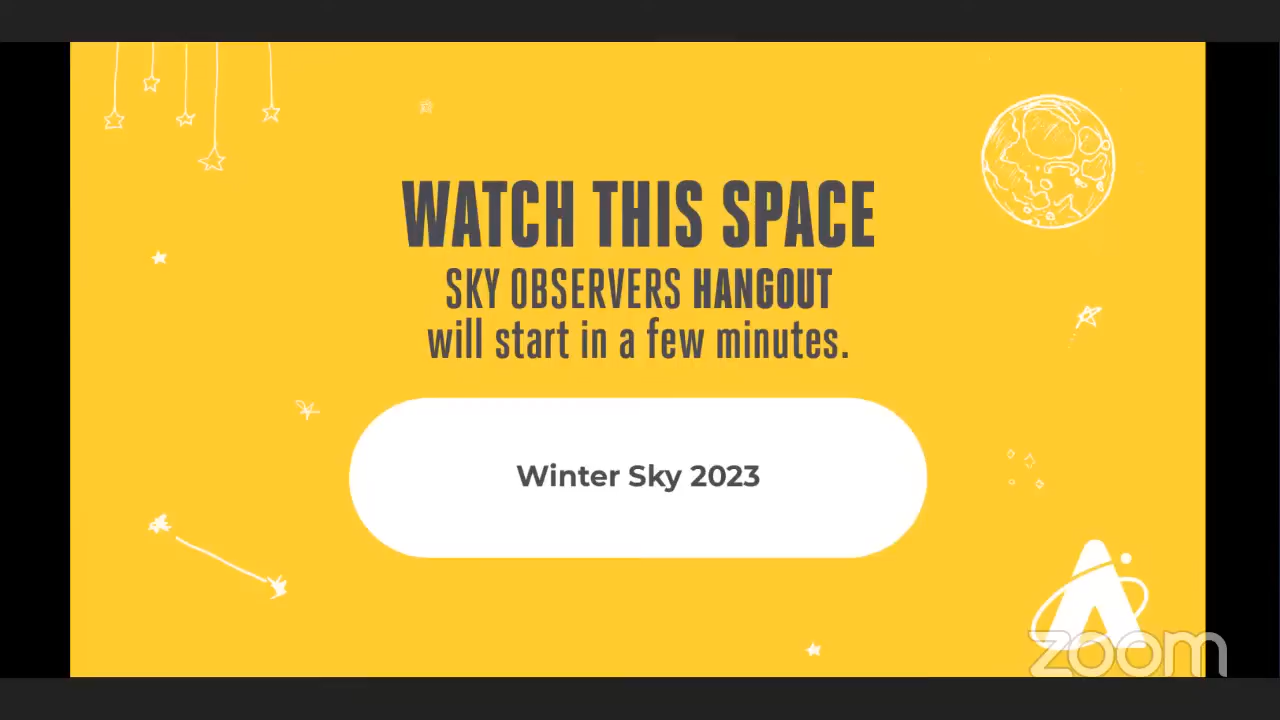 WATCH THIS SPACE
SKY OBSERVERS HANGOUT
will start in a few minutes.
Winter Sky 2023
zoom